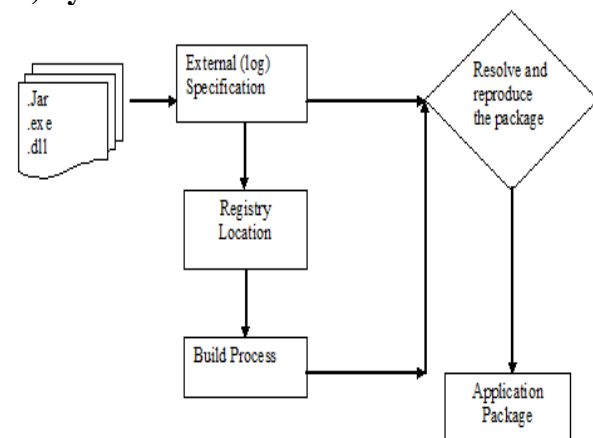 .Jar
.exe
.dll
External (log)
Specification
Resolve and
reproduce
the package
Registry
Location
Build Process
Application
Package